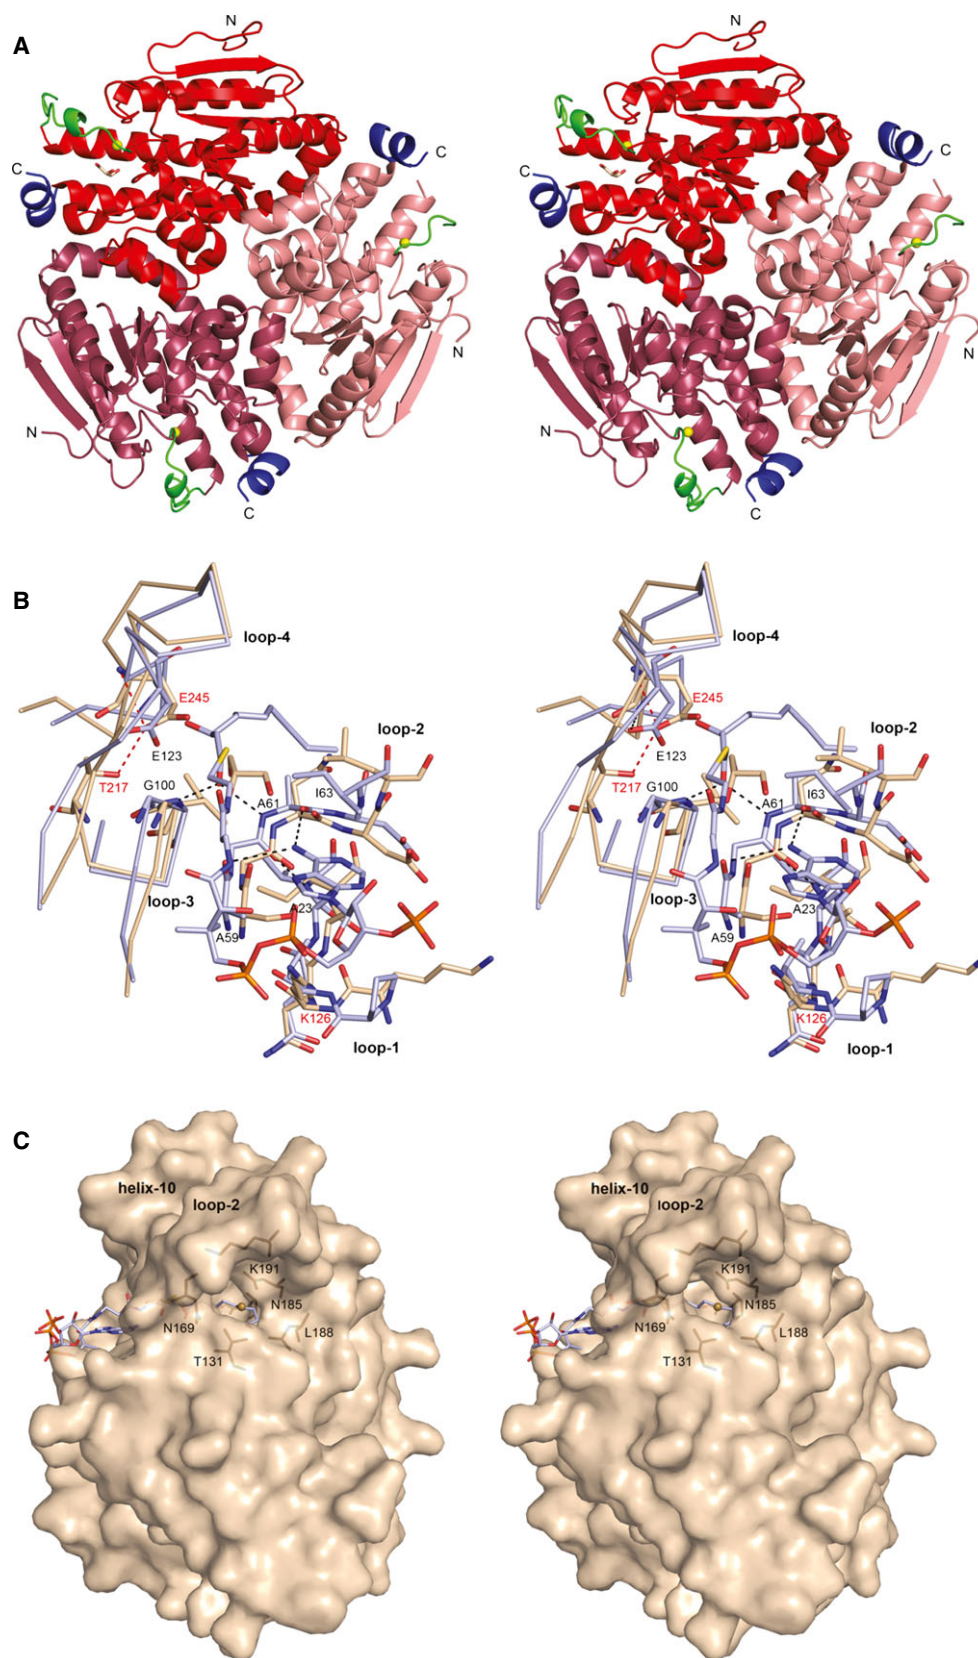 A
N
N
C
C
C
C
N
N
N
N
C
C
B
loop-4
loop-4
E245
E245
E123
E123
loop-2
loop-2
T217
G100
A61
I63
T217
G100
A61
I63
loop-3
loop-3
A23
A23
A59
A59
K126
K126
loop-1
loop-1
C
helix-10
helix-10
loop-2
loop-2
K191
K191
N185
N185
N169
L188
N169
L188
T131
T131